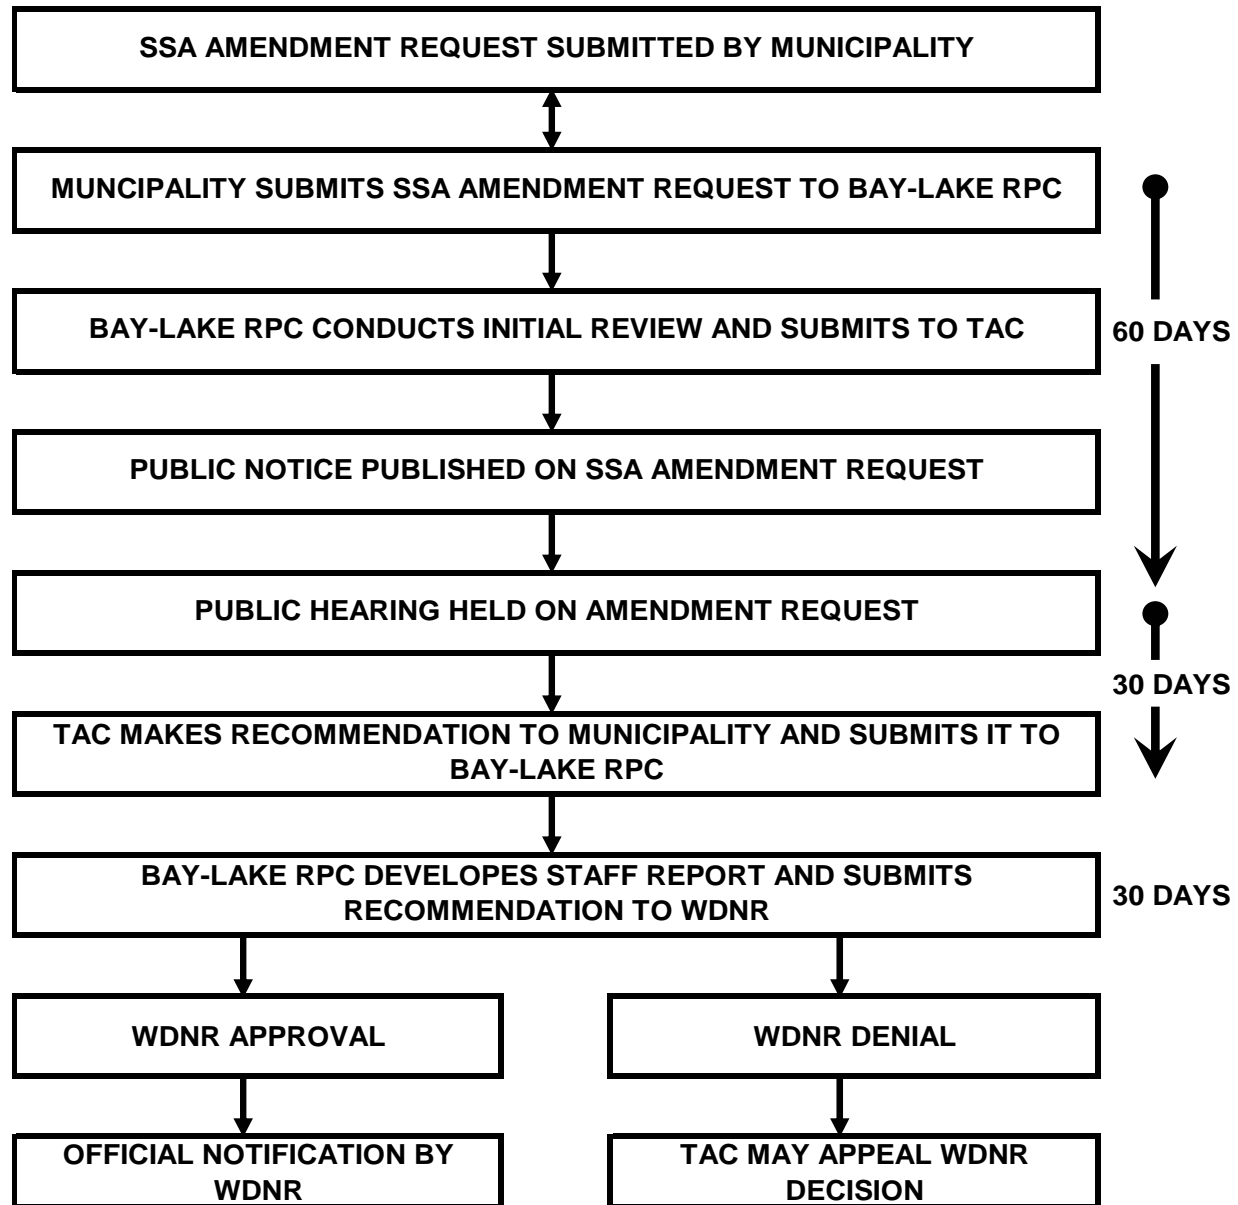 SSA AMENDMENT REQUEST SUBMITTED BY MUNICIPALITY
MUNCIPALITY SUBMITS SSA AMENDMENT REQUEST TO BAY-LAKE RPC
BAY-LAKE RPC CONDUCTS INITIAL REVIEW AND SUBMITS TO TAC
60 DAYS
PUBLIC NOTICE PUBLISHED ON SSA AMENDMENT REQUEST
PUBLIC HEARING HELD ON AMENDMENT REQUEST
30 DAYS
TAC MAKES RECOMMENDATION TO MUNICIPALITY AND SUBMITS IT TO
BAY-LAKE RPC
BAY-LAKE RPC DEVELOPES STAFF REPORT AND SUBMITS
RECOMMENDATION TO WDNR
30 DAYS
WDNR APPROVAL
WDNR DENIAL
OFFICIAL NOTIFICATION BY
WDNR
TAC MAY APPEAL WDNR
DECISION